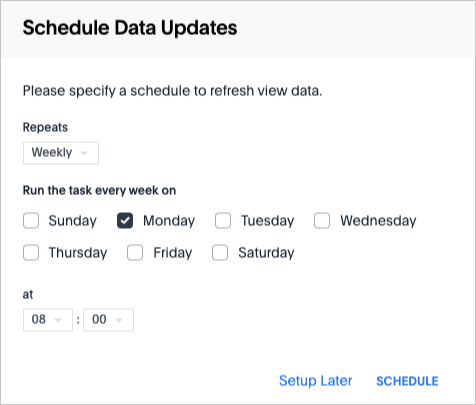 Schedule Data Updates
Please specify a schedule to refresh view data.
Repeats
Weekly
Run the task every week on
Sunday Monday Tuesday Wednesday
Thursday Friday Saturday
at
08 : 00
Setup Later SCHEDULE